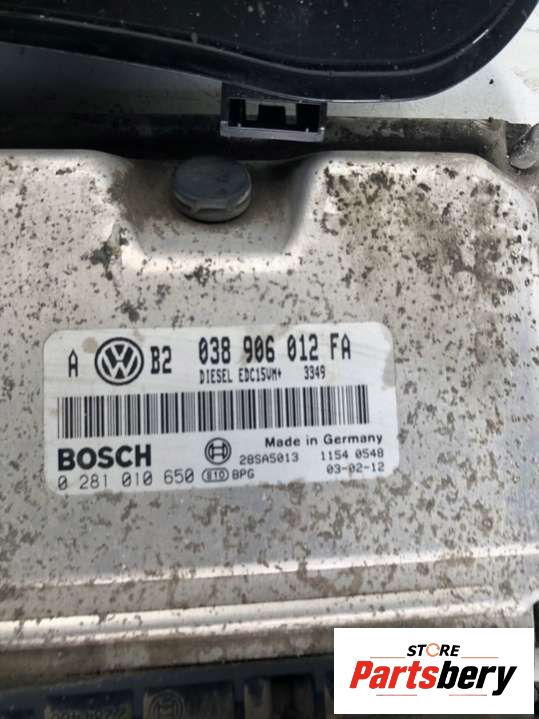 A VW B2 038 906 012 FA
DIESEL EDC15VM+ 3349
BOSCH
Made in Germany
28SA5013 1154 0548
0 281 010 650 BPG 03-02-12
STORE
Partsbery